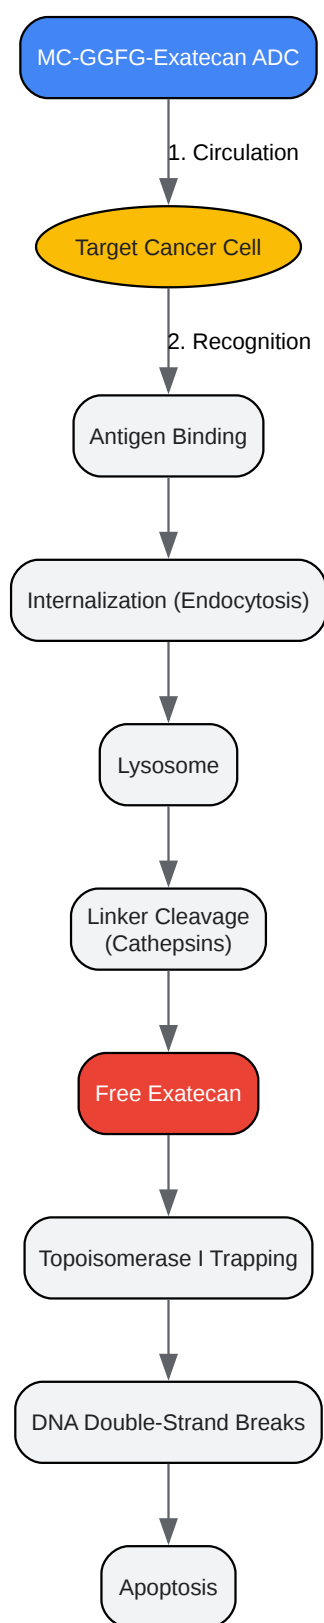 MC-GGFG-Exatecan ADC
1. Circulation
Target Cancer Cell
2. Recognition
Antigen Binding
Internalization (Endocytosis)
Lysosome
Linker Cleavage
(Cathepsins)
Free Exatecan
Topoisomerase I Trapping
DNA Double-Strand Breaks
Apoptosis